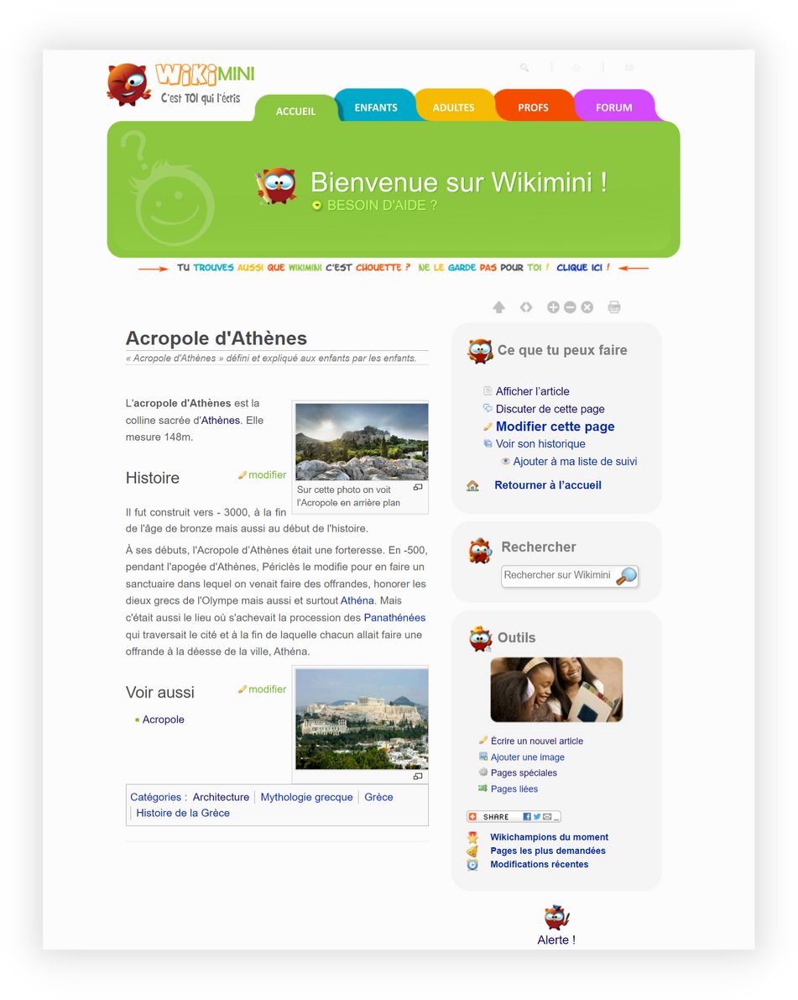 WiKiMINI
C'est TOI qui l'écris
ACCUEIL
ENFANTS
ADULTES
PROFS
FORUM
Bienvenue sur Wikimini !
BESOIN D'AIDE ?
TU TROUVES AUSSI QUE WIKIMINI C'EST CHOUETTE ? NE LE GARDE PAS POUR TOI ! CLIQUE ICI !
Acropole d'Athènes
« Acropole d'Athènes » défini et expliqué aux enfants par les enfants.
L'acropole d'Athènes est la
colline sacrée d'Athènes. Elle
mesure 148m.
Sur cette photo on voit
l'Acropole en arrière plan
Histoire
modifier
Il fut construit vers - 3000, à la fin
de l'âge de bronze mais aussi au début de l'histoire.
À ses débuts, l'Acropole d'Athènes était une forteresse. En -500,
pendant l'apogée d'Athènes, Périclès le modifie pour en faire un
sanctuaire dans lequel on venait faire des offrandes, honorer les
dieux grecs de l'Olympe mais aussi et surtout Athéna. Mais
c'était aussi le lieu où s'achevait la procession des Panathénées
qui traversait le cité et à la fin de laquelle chacun allait faire une
offrande à la déesse de la ville, Athéna.
Voir aussi
modifier
Acropole
Catégories : Architecture | Mythologie grecque | Grèce
| Histoire de la Grèce
Ce que tu peux faire
Afficher l'article
Discuter de cette page
Modifier cette page
Voir son historique
Ajouter à ma liste de suivi
Retourner à l'accueil
Rechercher
Rechercher sur Wikimini
Outils
Écrire un nouvel article
Ajouter une image
Pages spéciales
Pages liées
SHARE
Wikichampions du moment
Pages les plus demandées
Modifications récentes
Alerte !